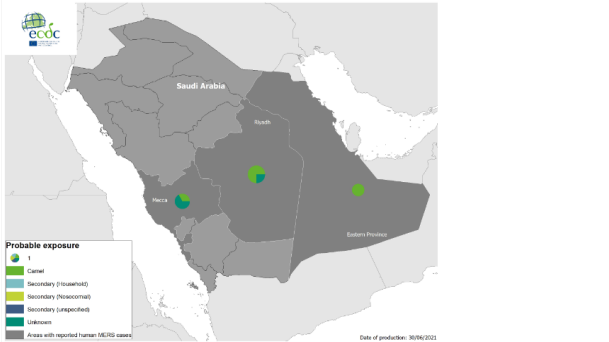 ecdc
Saudi Arabia
Riyadh
Mecca
Eastern Province
Probable exposure
1
Camel
Secondary (Household)
Secondary (Nosecomial)
Secondary (unspecified)
Unknown
Areas with reported human MERS cases
Date of production: 30/06/2021